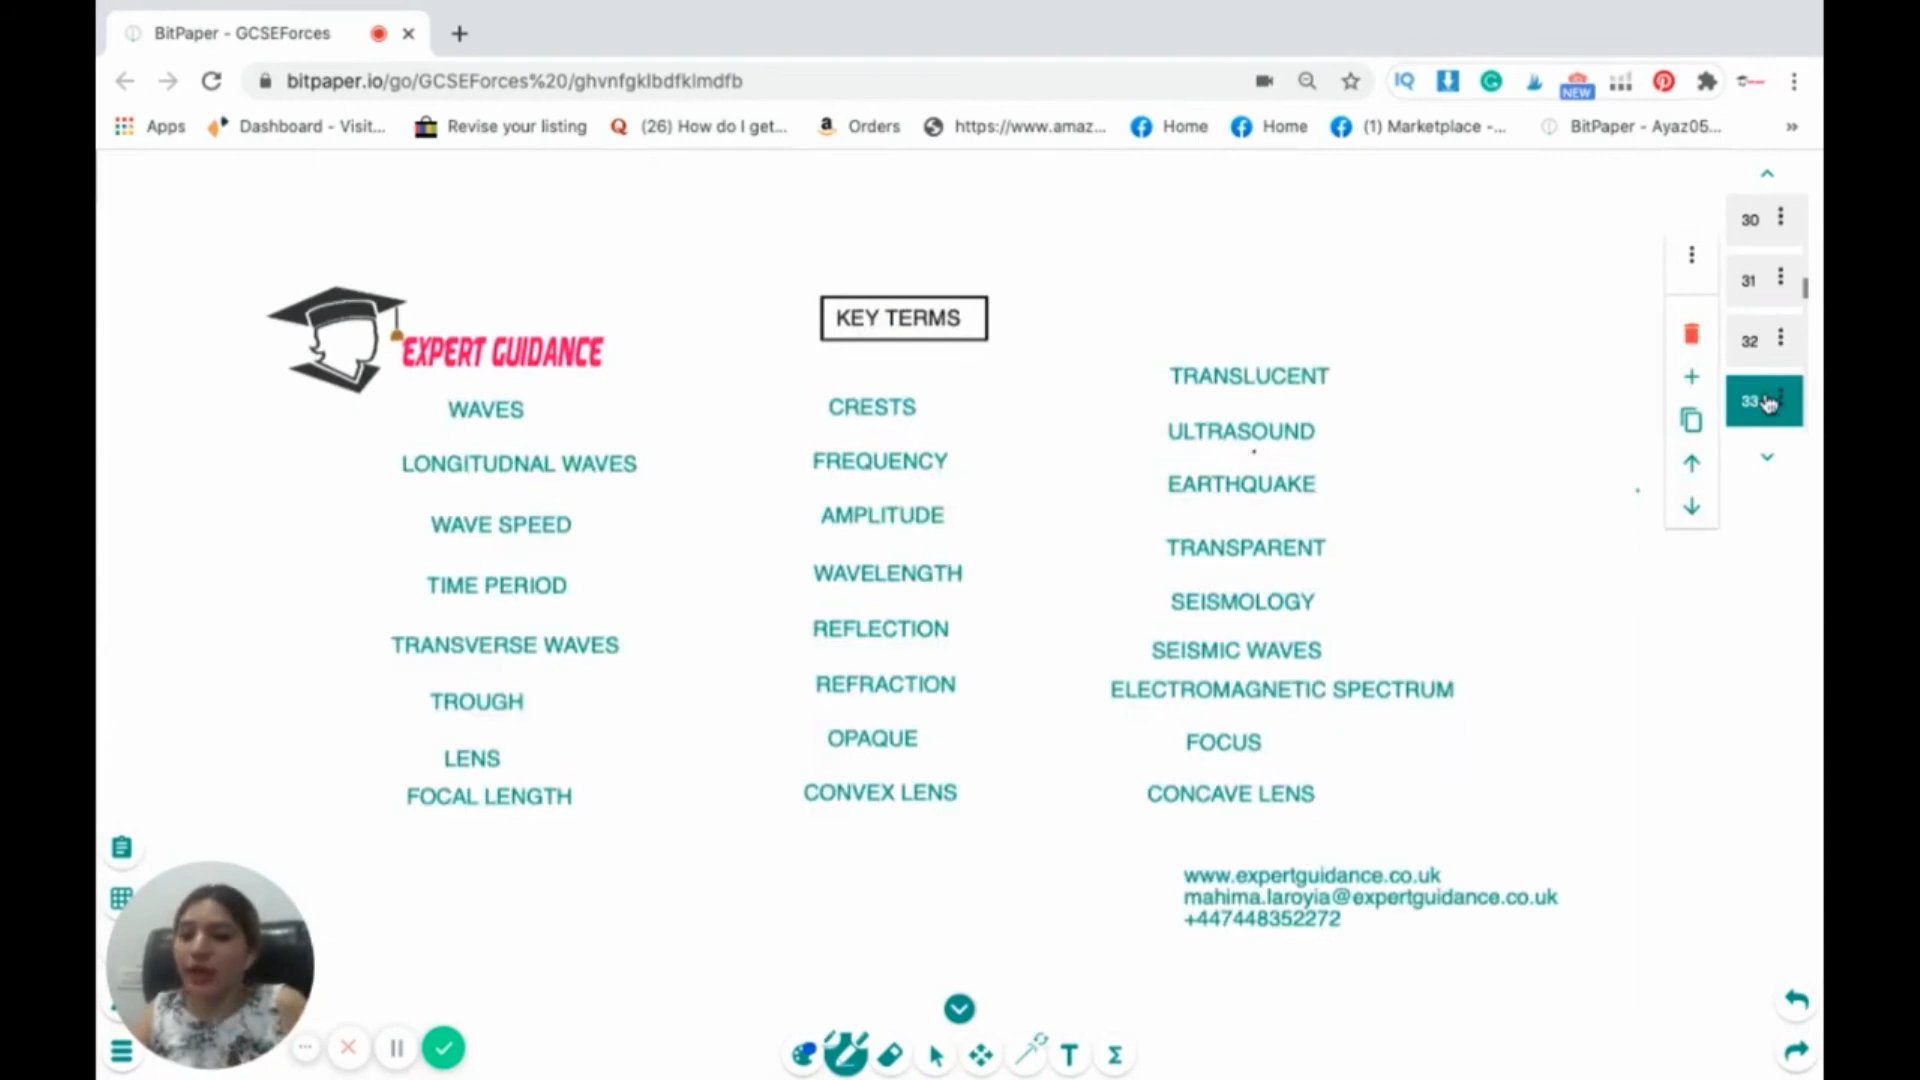 BitPaper - GCSEForces
bitpaper.io/go/GCSEForces%20/ghvnfgklbdfklmdfb
IQ
NEW
Apps
Dashboard - Visit...
Revise your listing
(26) How do I get...
Orders
https://www.amaz...
Home
Home
(1) Marketplace -...
BitPaper - Ayaz05...
30
31
32
33
EXPERT GUIDANCE
KEY TERMS
WAVES
LONGITUDNAL WAVES
WAVE SPEED
TIME PERIOD
TRANSVERSE WAVES
TROUGH
LENS
FOCAL LENGTH
CRESTS
FREQUENCY
AMPLITUDE
WAVELENGTH
REFLECTION
REFRACTION
OPAQUE
CONVEX LENS
TRANSLUCENT
ULTRASOUND
EARTHQUAKE
TRANSPARENT
SEISMOLOGY
SEISMIC WAVES
ELECTROMAGNETIC SPECTRUM
FOCUS
CONCAVE LENS
www.expertguidance.co.uk
mahima.laroyia@expertguidance.co.uk
+447448352272